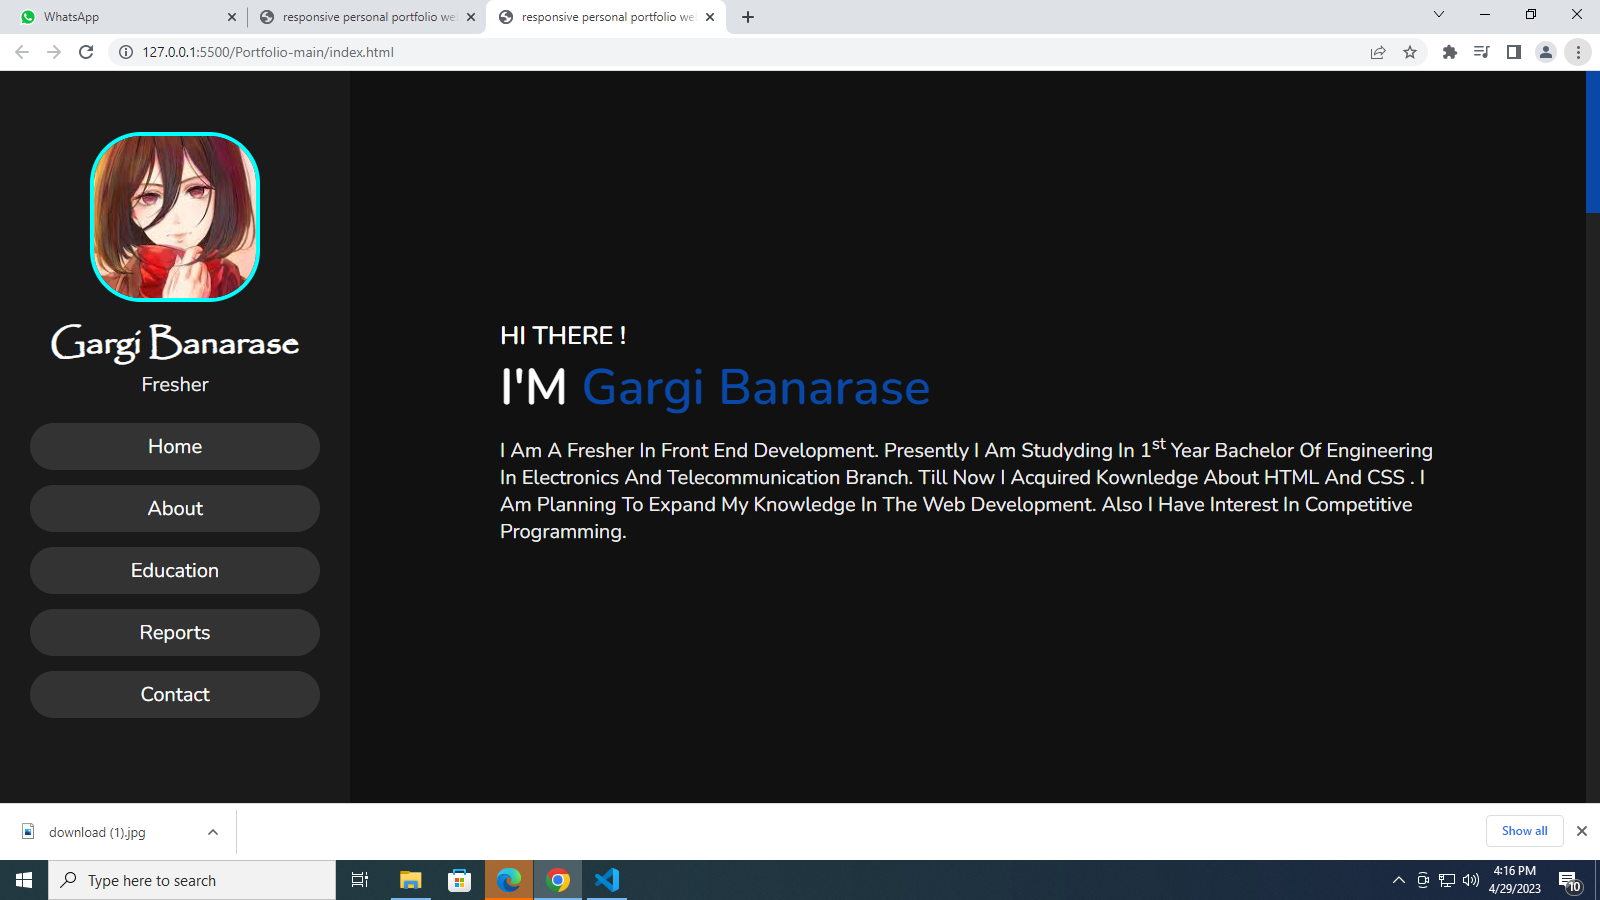 WhatsApp
responsive personal portfolio we
responsive personal portfolio we
127.0.0.1:5500/Portfolio-main/index.html
Gargi Banarase
Fresher
Home
About
Education
Reports
Contact
HI THERE !
I'M Gargi Banarase
I Am A Fresher In Front End Development. Presently I Am Studyding In 1st Year Bachelor Of Engineering
In Electronics And Telecommunication Branch. Till Now I Acquired Kownledge About HTML And CSS . I
Am Planning To Expand My Knowledge In The Web Development. Also I Have Interest In Competitive
Programming.
download (1).jpg
Show all
Type here to search
4:16 PM
4/29/2023
10